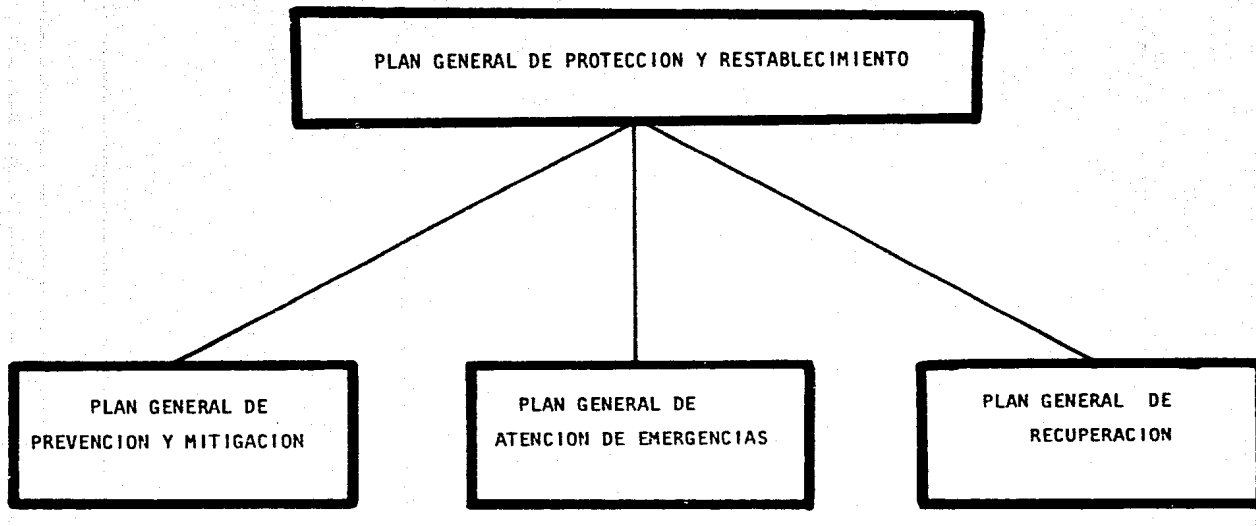 PLAN GENERAL DE PROTECCION Y RESTABLECIMIENTO
PLAN GENERAL DE
PREVENCION Y MITIGACION
PLAN GENERAL DE
ATENCION DE EMERGENCIAS
PLAN GENERAL DE
RECUPERACION